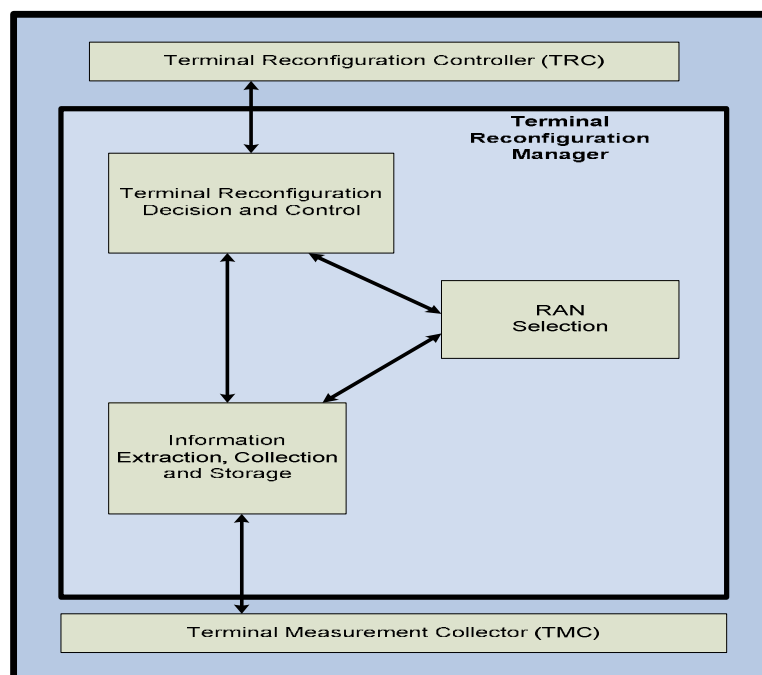 Terminal Reconfiguration Controller (TRC)
Terminal
Reconfiguration
Manager
Terminal Reconfiguration
Decision and Control
RAN
Selection
Information
Extraction, Collection
and Storage
Terminal Measurement Collector (TMC)